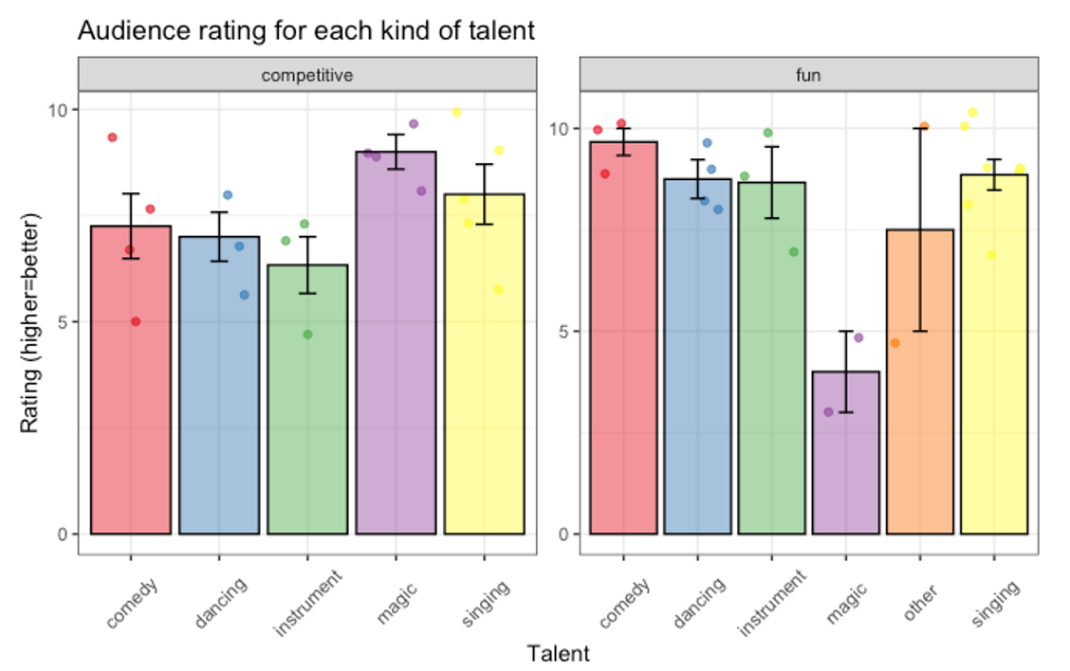 Audience rating for each kind of talent
competitive
fun
Rating (higher=better)
10
5
0
10
5
0
comedy
dancing
instrument
magic
singing
comedy
dancing
instrument
magic
other
singing
Talent